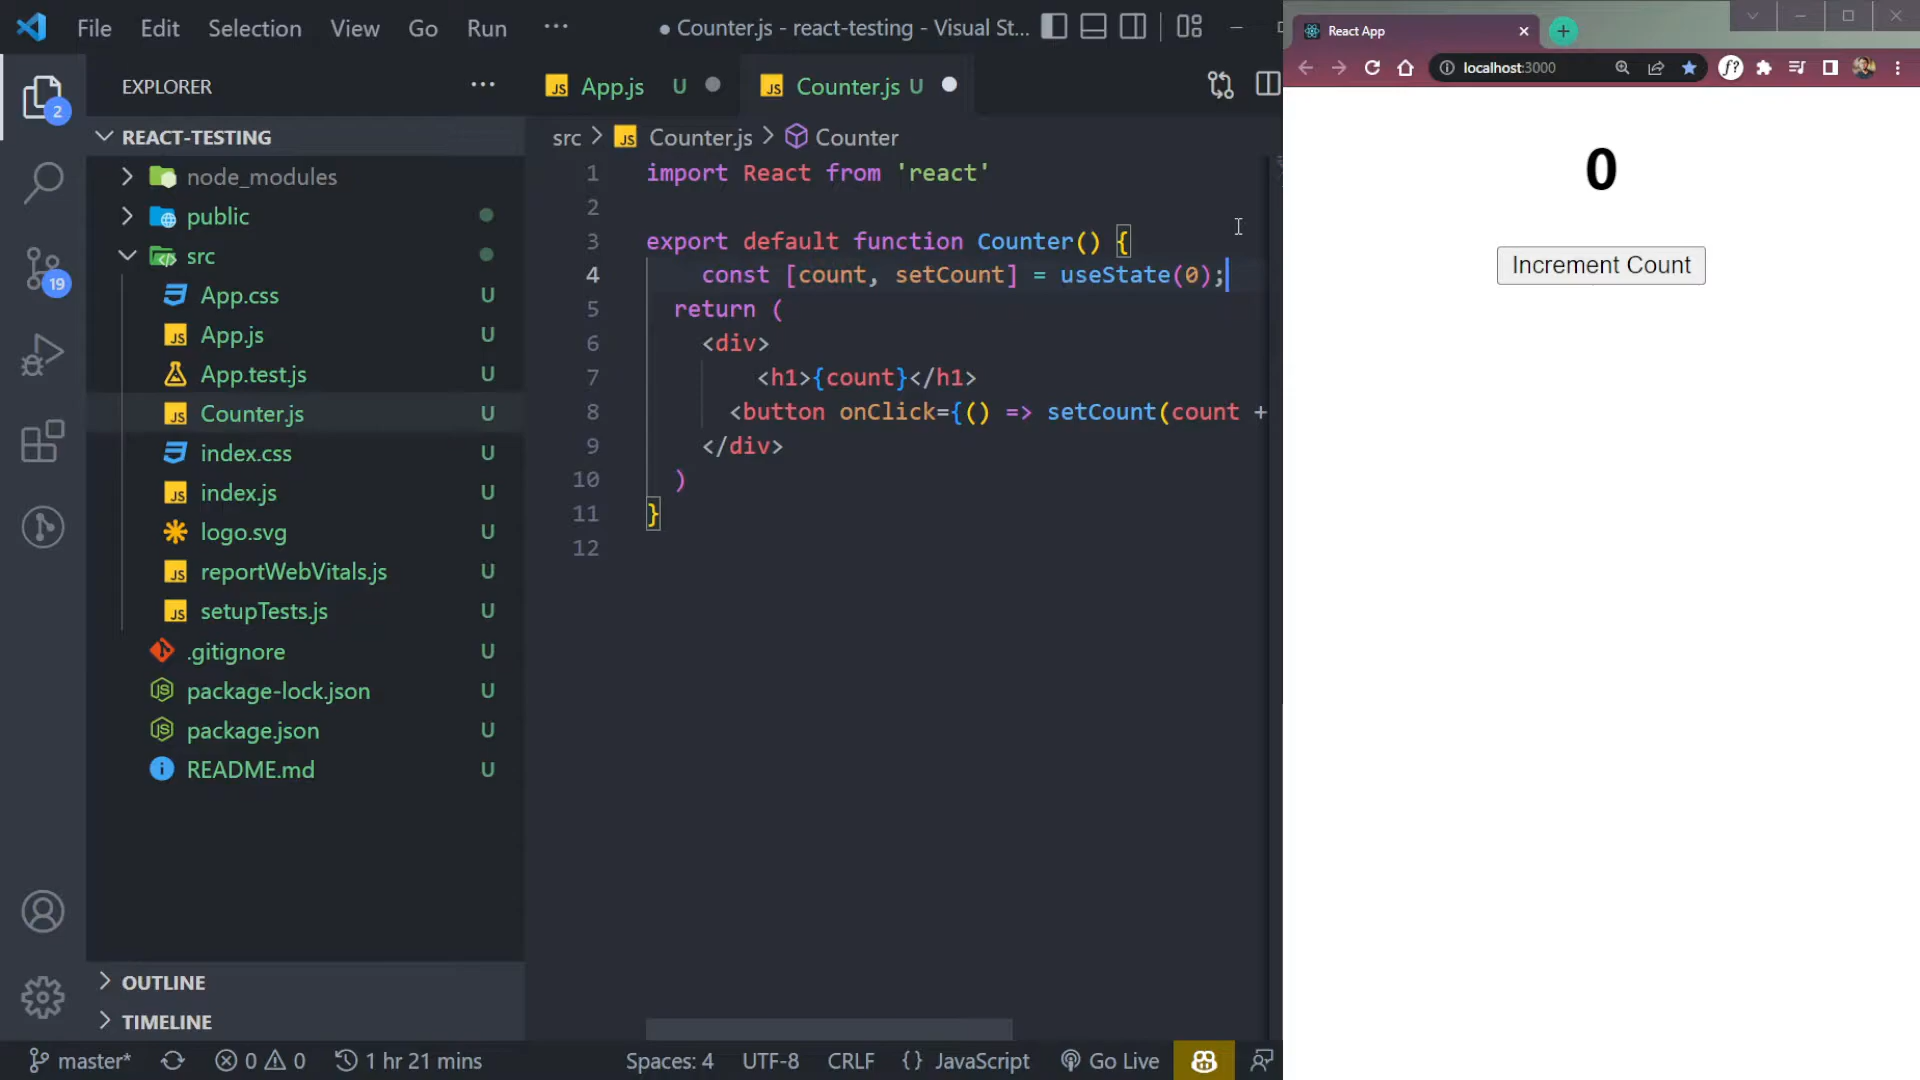 File Edit Selection View Go Run ···
● Counter.js - react-testing - Visual St...
EXPLORER ···
REACT-TESTING
node_modules
public
src
App.css U
App.js U
App.test.js U
Counter.js U
index.css U
index.js U
logo.svg U
reportWebVitals.js U
setupTests.js U
.gitignore U
package-lock.json U
package.json U
README.md U
OUTLINE
TIMELINE
2
19
JS App.js U
JS Counter.js U
src > JS Counter.js > Counter
1 import React from 'react'
2
3 export default function Counter() {
4 const [count, setCount] = useState(0);
5 return (
6 <div>
7 <h1>{count}</h1>
8 <button onClick={() => setCount(count +
9 </div>
10 )
11 }
12
master* 0 0 1 hr 21 mins Spaces: 4 UTF-8 CRLF {} JavaScript Go Live
React App
localhost:3000
f?
0
Increment Count